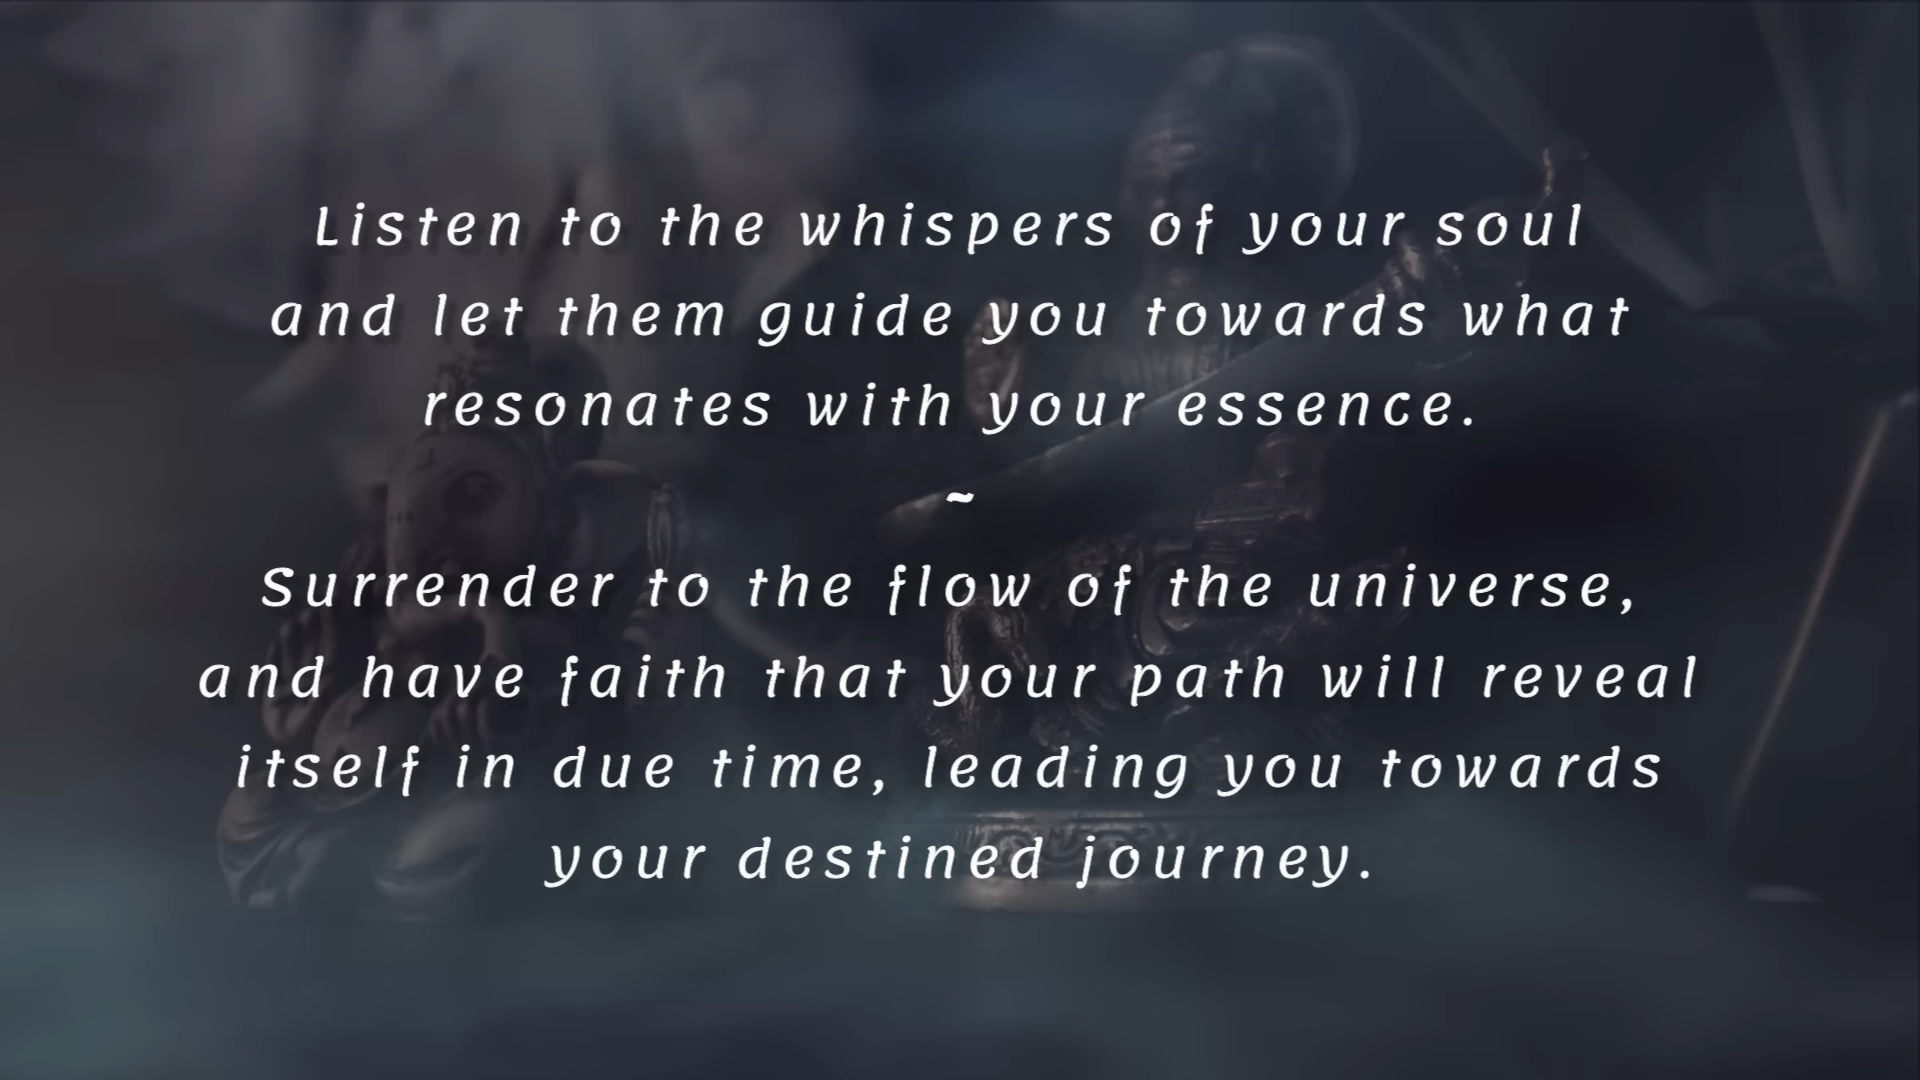 Listen to the whispers of your soul
and let them guide you towards what
resonates with your essence.
~
Surrender to the flow of the universe,
and have faith that your path will reveal
itself in due time, leading you towards
your destined journey.